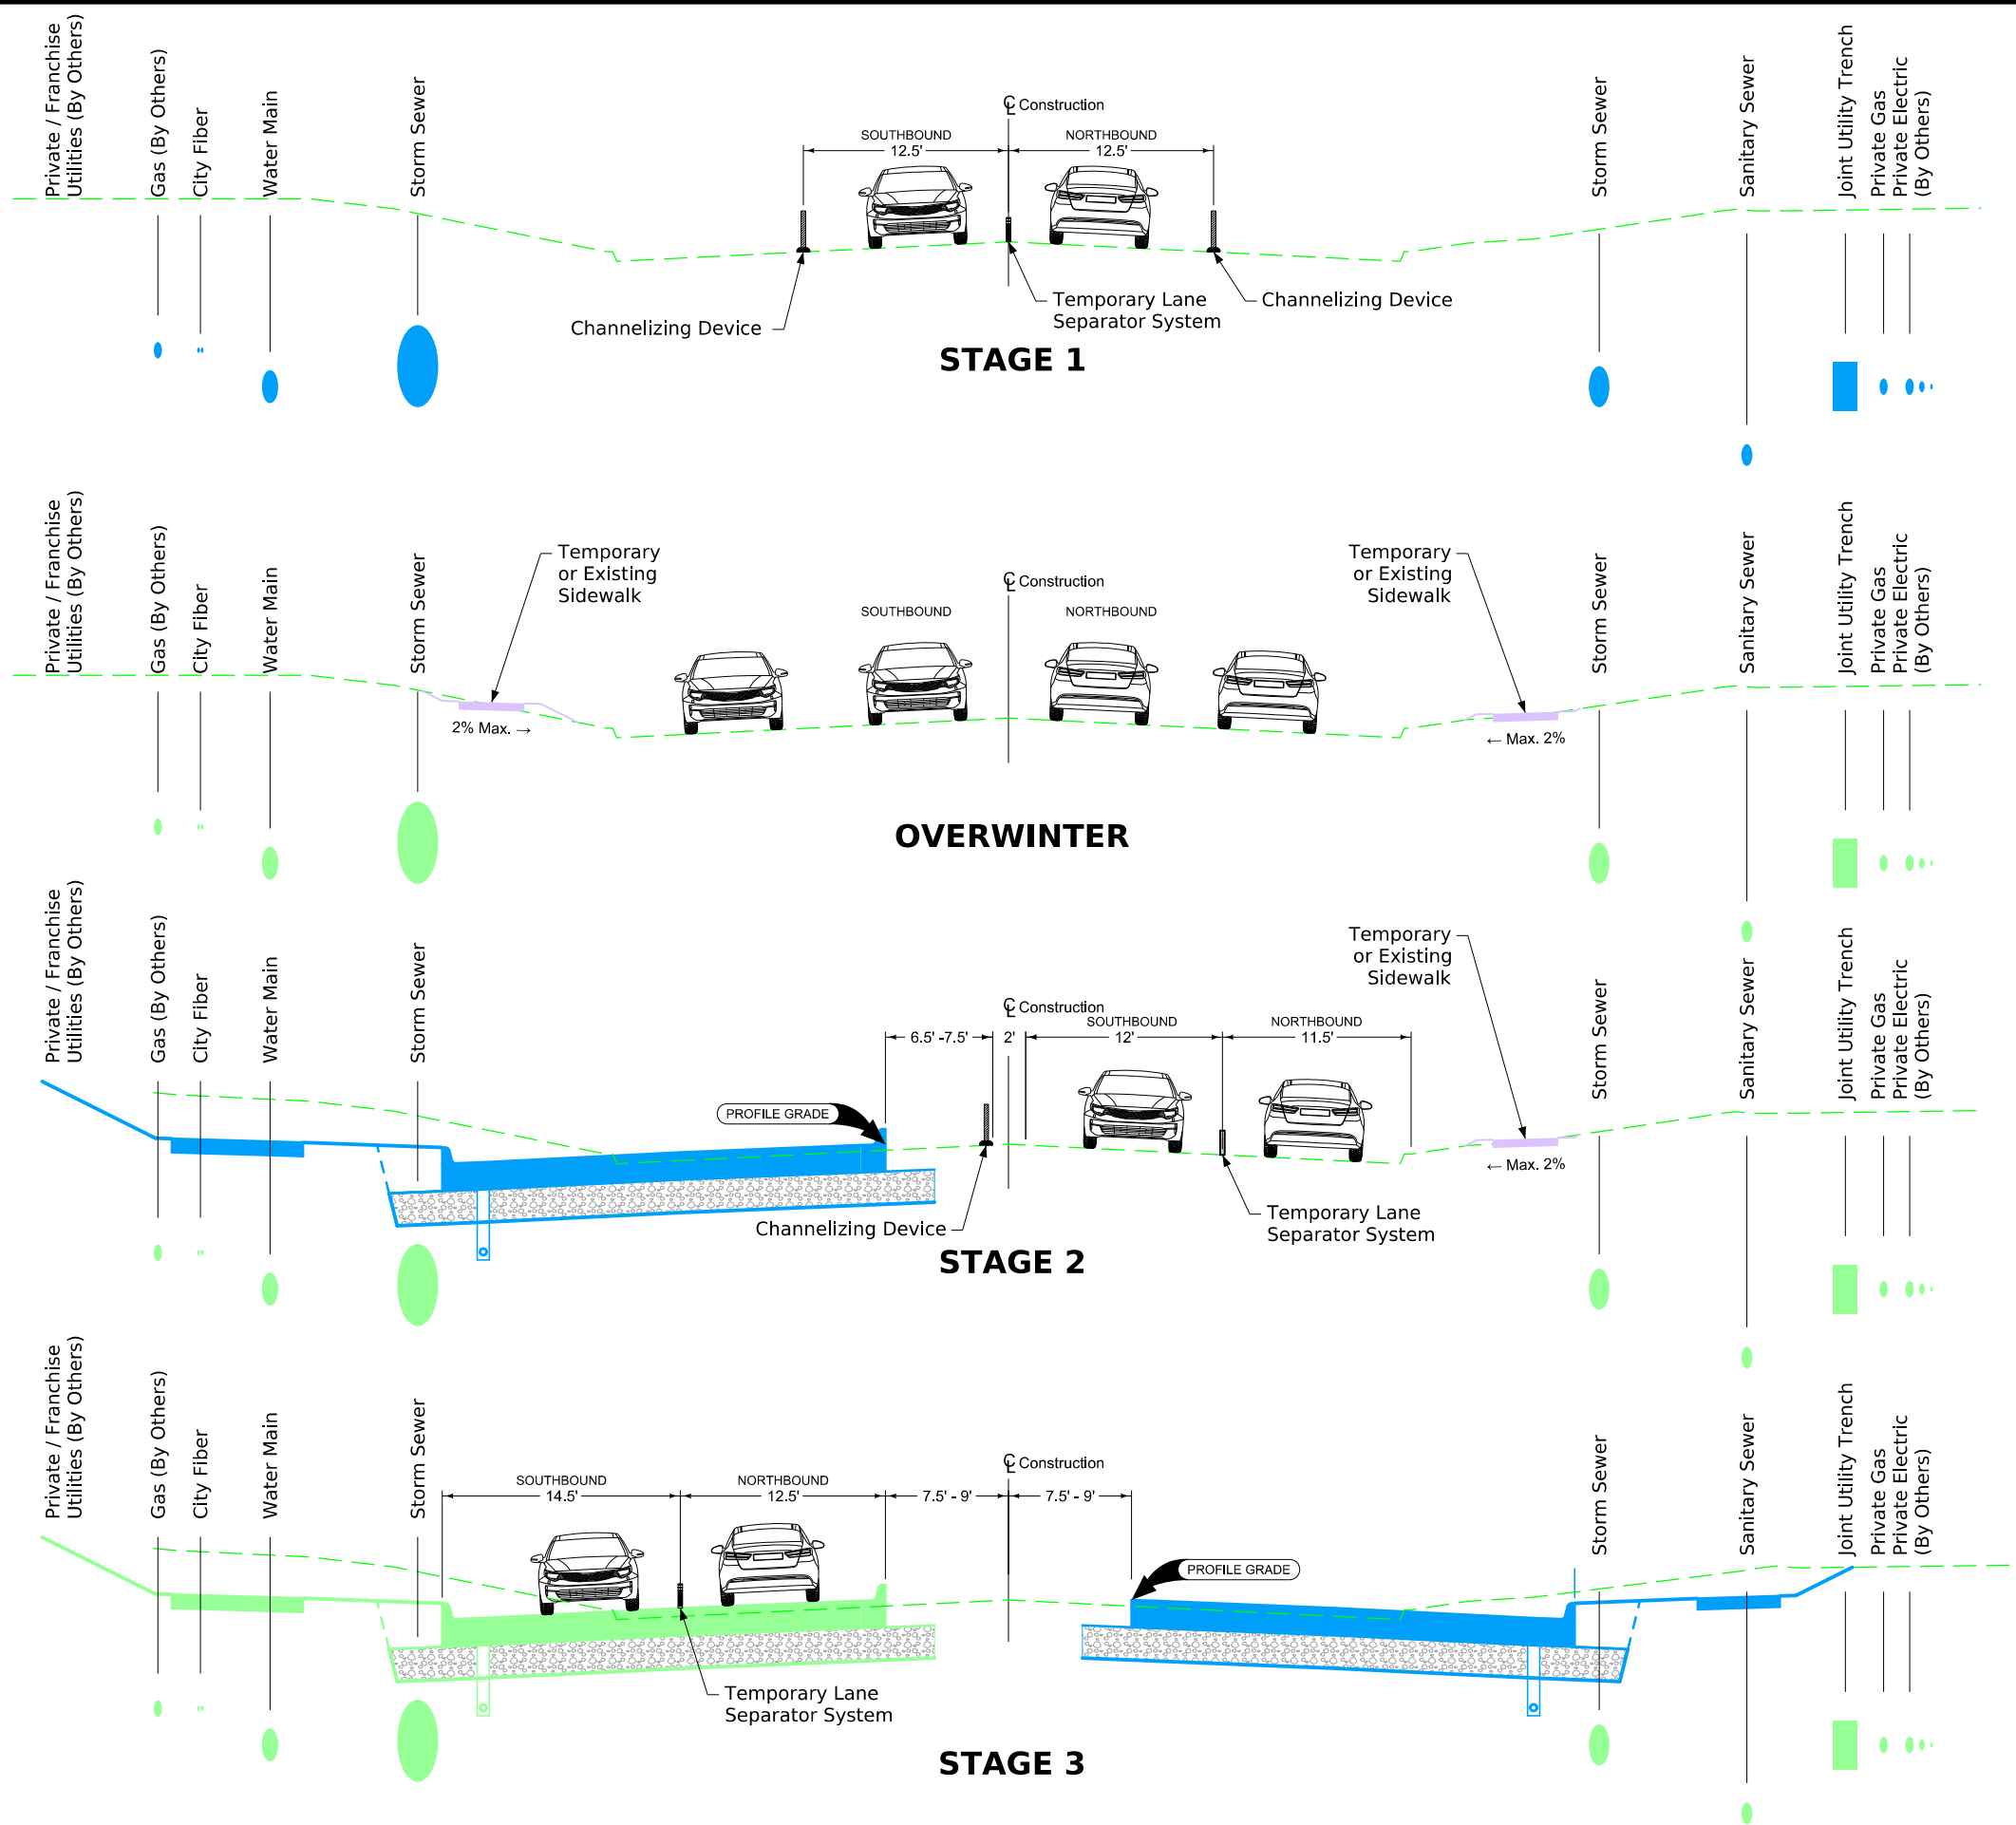 Private / Franchise
Utilities (By Others)
Gas (By Others)
City Fiber
Water Main
Storm Sewer
℄ Construction
SOUTHBOUND
12.5'
NORTHBOUND
12.5'
Storm Sewer
Sanitary Sewer
Joint Utility Trench
Private Gas
Private Electric
(By Others)
Channelizing Device
Temporary Lane
Separator System
Channelizing Device
STAGE 1
Private / Franchise
Utilities (By Others)
Gas (By Others)
City Fiber
Water Main
Storm Sewer
Temporary
or Existing
Sidewalk
2% Max. →
℄ Construction
SOUTHBOUND
NORTHBOUND
Temporary
or Existing
Sidewalk
← Max. 2%
Storm Sewer
Sanitary Sewer
Joint Utility Trench
Private Gas
Private Electric
(By Others)
OVERWINTER
Private / Franchise
Utilities (By Others)
Gas (By Others)
City Fiber
Water Main
Storm Sewer
PROFILE GRADE
6.5' -7.5'
2'
℄ Construction
SOUTHBOUND
12'
NORTHBOUND
11.5'
Temporary
or Existing
Sidewalk
← Max. 2%
Storm Sewer
Sanitary Sewer
Joint Utility Trench
Private Gas
Private Electric
(By Others)
Channelizing Device
Temporary Lane
Separator System
STAGE 2
Private / Franchise
Utilities (By Others)
Gas (By Others)
City Fiber
Water Main
Storm Sewer
SOUTHBOUND
14.5'
NORTHBOUND
12.5'
7.5' - 9'
℄ Construction
7.5' - 9'
PROFILE GRADE
Storm Sewer
Sanitary Sewer
Joint Utility Trench
Private Gas
Private Electric
(By Others)
Temporary Lane
Separator System
STAGE 3